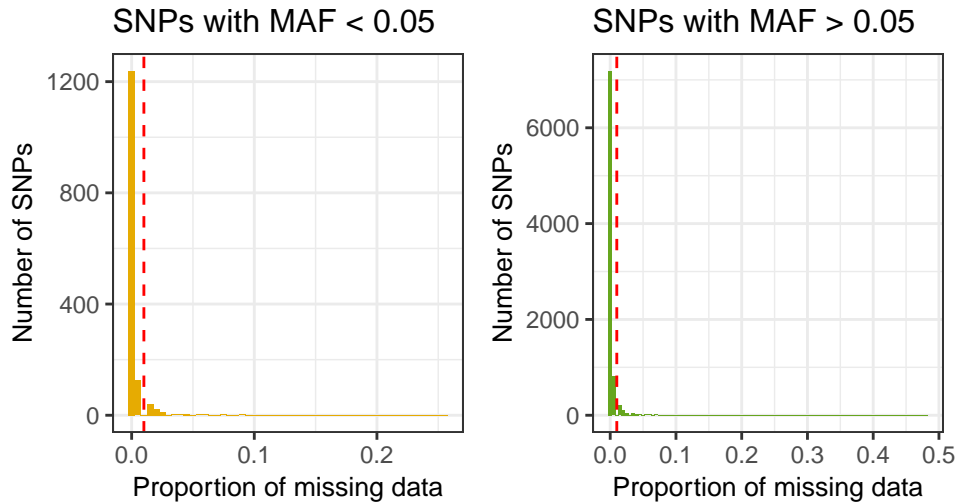 SNPs with MAF < 0.05
Number of SNPs
1200
800
400
0
0.0 0.1 0.2
Proportion of missing data
SNPs with MAF > 0.05
Number of SNPs
6000
4000
2000
0
0.0 0.1 0.2 0.3 0.4 0.5
Proportion of missing data